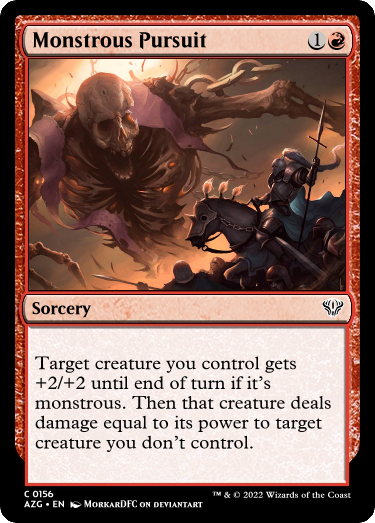 Monstrous Pursuit 1
Sorcery
Target creature you control gets
+2/+2 until end of turn if it's
monstrous. Then that creature deals
damage equal to its power to target
creature you don't control.
C 0156
AZG • EN MorkarDFC on deviantart
™ & © 2022 Wizards of the Coast